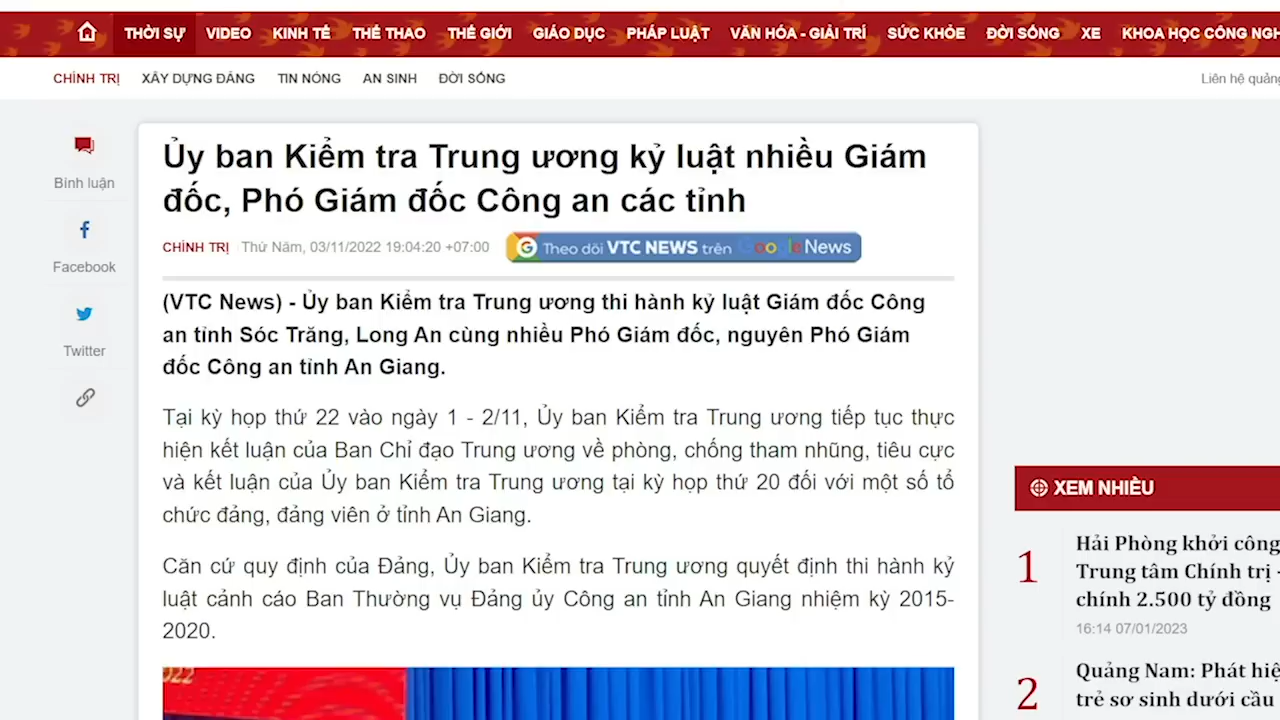 THỜI SỰ VIDEO KINH TẾ THỂ THAO THẾ GIỚI GIÁO DỤC PHÁP LUẬT VĂN HÓA - GIẢI TRÍ SỨC KHỎE ĐỜI SỐNG XE KHOA HỌC CÔNG
CHÍNH TRỊ XÂY DỰNG ĐẢNG TIN NÓNG AN SINH ĐỜI SỐNG Liên hệ quảng
Bình luận
Facebook
Twitter
Ủy ban Kiểm tra Trung ương kỷ luật nhiều Giám
đốc, Phó Giám đốc Công an các tỉnh
CHÍNH TRỊ Thứ Năm, 03/11/2022 19:04:20 +07:00 Theo dõi VTC NEWS trên Google News
(VTC News) - Ủy ban Kiểm tra Trung ương thi hành kỷ luật Giám đốc Công
an tỉnh Sóc Trăng, Long An cùng nhiều Phó Giám đốc, nguyên Phó Giám
đốc Công an tỉnh An Giang.
Tại kỳ họp thứ 22 vào ngày 1 - 2/11, Ủy ban Kiểm tra Trung ương tiếp tục thực
hiện kết luận của Ban Chỉ đạo Trung ương về phòng, chống tham nhũng, tiêu cực
và kết luận của Ủy ban Kiểm tra Trung ương tại kỳ họp thứ 20 đối với một số tổ
chức đảng, đảng viên ở tỉnh An Giang.
Căn cứ quy định của Đảng, Ủy ban Kiểm tra Trung ương quyết định thi hành kỷ
luật cảnh cáo Ban Thường vụ Đảng ủy Công an tỉnh An Giang nhiệm kỳ 2015-
2020.
XEM NHIỀU
1
Hải Phòng khởi công
Trung tâm Chính trị -
chính 2.500 tỷ đồng
16:14 07/01/2023
2
Quảng Nam: Phát hiệ
trẻ sơ sinh dưới cầu